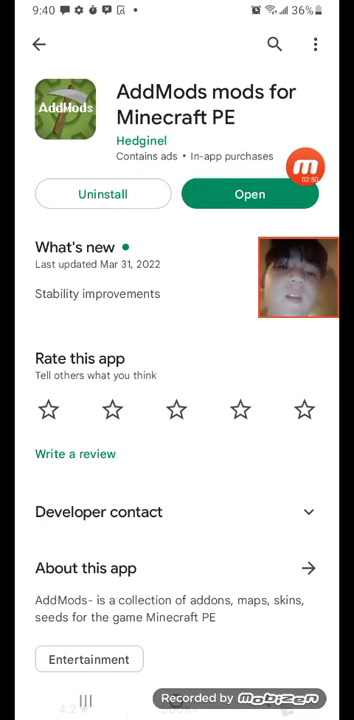 9:40
36%
AddMods
AddMods mods for
Minecraft PE
Hedginel
Contains ads • In-app purchases
02:50
Uninstall
Open
What's new
Last updated Mar 31, 2022
Stability improvements
Rate this app
Tell others what you think
Write a review
Developer contact
About this app
AddMods- is a collection of addons, maps, skins,
seeds for the game Minecraft PE
Entertainment
Recorded by mobizen